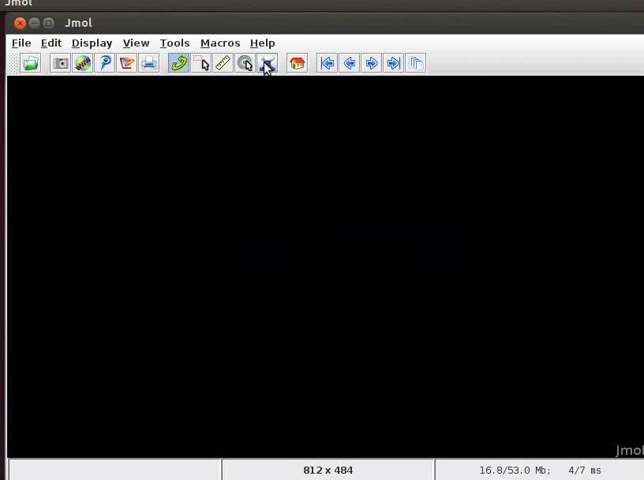 Jmol
Jmol
File Edit Display View Tools Macros Help
Jmol
812 x 484
16.8/53.0 Mb; 4/7 ms